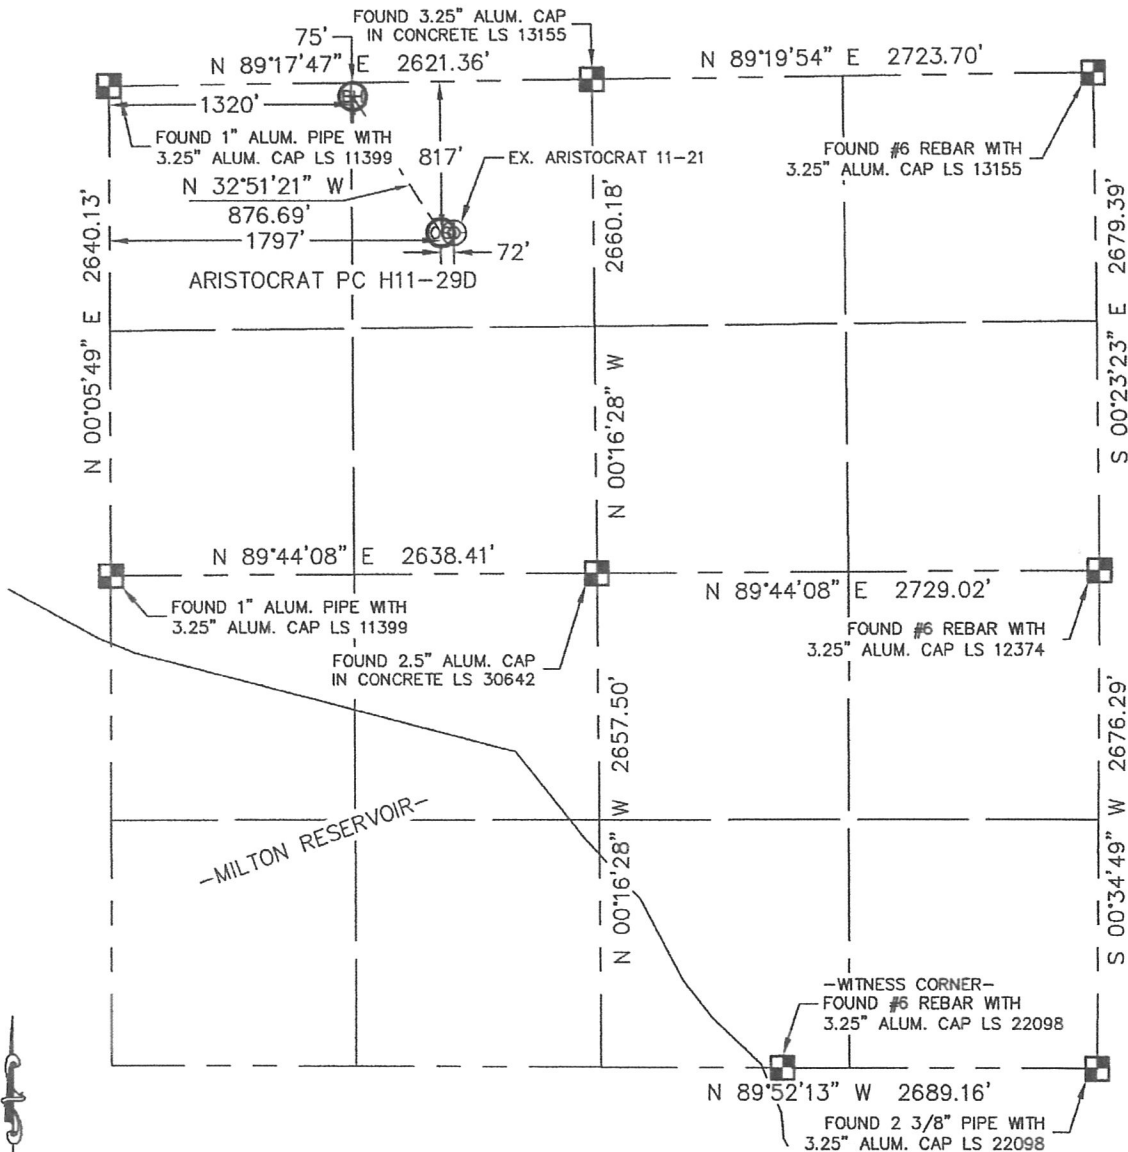 FOUND 3.25" ALUM. CAP
IN CONCRETE LS 13155
75'
N 89°17'47" E 2621.36'
N 89°19'54" E 2723.70'
1320'
FOUND 1" ALUM. PIPE WITH
3.25" ALUM. CAP LS 11399
817'
EX. ARISTOCRAT 11-21
FOUND #6 REBAR WITH
3.25" ALUM. CAP LS 13155
N 32°51'21" W
876.69'
1797'
72'
ARISTOCRAT PC H11-29D
N 00°05'49" E 2640.13'
N 00°16'28" W 2660.18'
S 00°23'23" E 2679.39'
N 89°44'08" E 2638.41'
N 89°44'08" E 2729.02'
FOUND 1" ALUM. PIPE WITH
3.25" ALUM. CAP LS 11399
FOUND #6 REBAR WITH
3.25" ALUM. CAP LS 12374
FOUND 2.5" ALUM. CAP
IN CONCRETE LS 30642
-MILTON RESERVOIR-
N 00°16'28" W 2657.50'
S 00°34'49" W 2676.29'
-WITNESS CORNER-
FOUND #6 REBAR WITH
3.25" ALUM. CAP LS 22098
N 89°52'13" W 2689.16'
FOUND 2 3/8" PIPE WITH
3.25" ALUM. CAP LS 22098